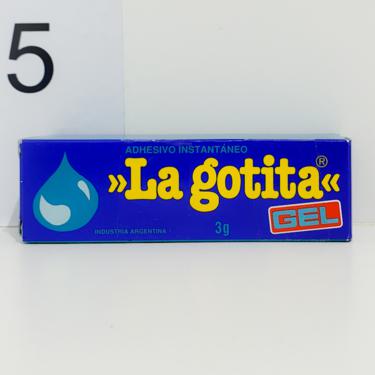 5
ADHESIVO INSTANTÁNEO
»La gotita«®
GEL
INDUSTRIA ARGENTINA
3g